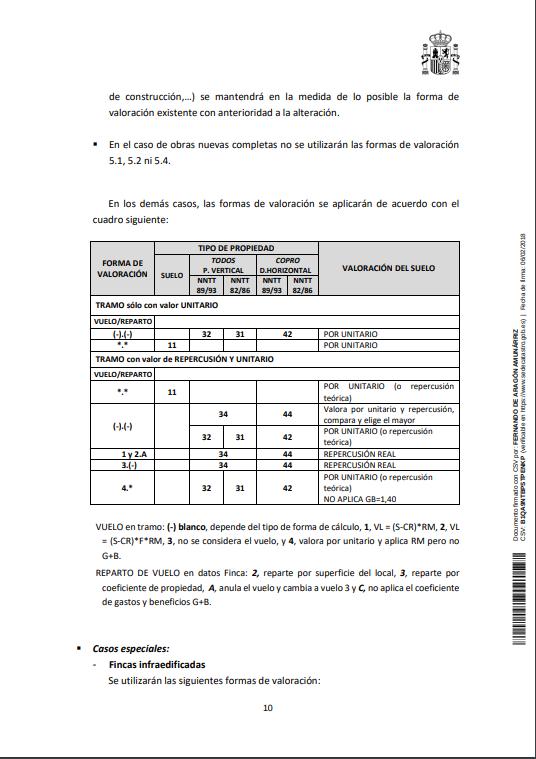 de construcción,…) se mantendrá en la medida de lo posible la forma de
valoración existente con anterioridad a la alteración.
▪ En el caso de obras nuevas completas no se utilizarán las formas de valoración
5.1, 5.2 ni 5.4.
En los demás casos, las formas de valoración se aplicarán de acuerdo con el
cuadro siguiente:
FORMA DE VALORACIÓN
TIPO DE PROPIEDAD
SUELO
TODOS P. VERTICAL
COPRO D.HORIZONTAL
VALORACIÓN DEL SUELO
NNTT 89/93 NNTT 82/86 NNTT 89/93 NNTT 82/86
TRAMO sólo con valor UNITARIO
VUELO/REPARTO
(-).(-) 32 31 42 POR UNITARIO
*.* 11 POR UNITARIO
TRAMO con valor de REPERCUSIÓN Y UNITARIO
VUELO/REPARTO
*.* 11 POR UNITARIO (o repercusión
teórica)
(-).(-) 34 44 Valora por unitario y repercusión,
compara y elige el mayor
32 31 42 POR UNITARIO (o repercusión
teórica)
1 y 2.A 34 44 REPERCUSIÓN REAL
3.(-) 34 44 REPERCUSIÓN REAL
4.* 32 31 42 POR UNITARIO (o repercusión
teórica)
NO APLICA GB=1,40
VUELO en tramo: (-) blanco, depende del tipo de forma de cálculo, 1, VL = (S-CR)*RM, 2, VL
= (S-CR)*F*RM, 3, no se considera el vuelo, y 4, valora por unitario y aplica RM pero no
G+B.
REPARTO DE VUELO en datos Finca: 2, reparte por superficie del local, 3, reparte por
coeficiente de propiedad, A, anula el vuelo y cambia a vuelo 3 y C, no aplica el coeficiente
de gastos y beneficios G+B.
▪ Casos especiales:
- Fincas infraedificadas
Se utilizarán las siguientes formas de valoración:
10
Documento firmado con CSV por: FERNANDO DE ARAGÓN AMUNÁRRIZ
CSV: (verificable en https://www.sedecatastro.gob.es) | Fecha de firma: 06/02/2018